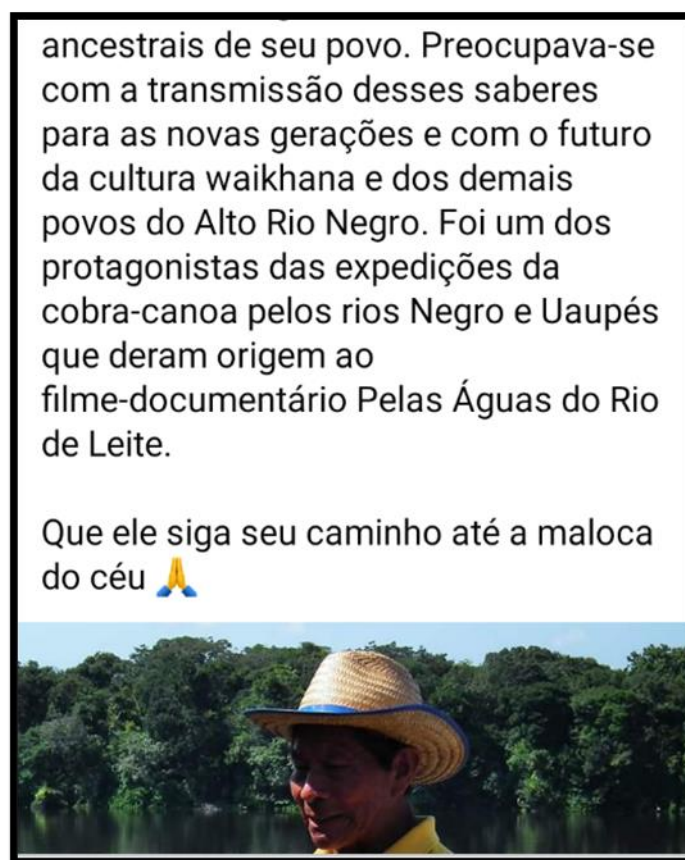 ancestrais de seu povo. Preocupava-se
com a transmissão desses saberes
para as novas gerações e com o futuro
da cultura waikhana e dos demais
povos do Alto Rio Negro. Foi um dos
protagonistas das expedições da
cobra-canoa pelos rios Negro e Uaupés
que deram origem ao
filme-documentário Pelas Águas do Rio
de Leite.
Que ele siga seu caminho até a maloca
do céu 🙏